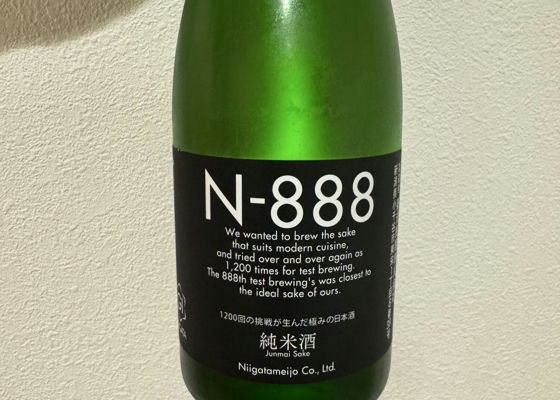 N-888
We wanted to brew the sake
that suits modern cuisine,
and tried over and over again as
1,200 times for test brewing.
The 888th test brewing's was closest to
the ideal sake of ours.
1200回の挑戦が生んだ極みの日本酒
純米酒
Junmai Sake
Niigatameijo Co., Ltd.